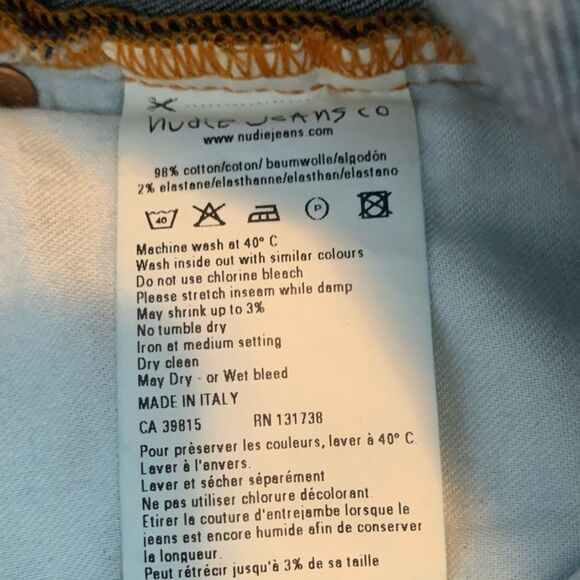 nudie jeans co
www.nudiejeans.com
98% cotton/coton/ baumwolle/algodón
2% elastane/elasthanne/elasthan/elastano
40 P
Machine wash at 40° C
Wash inside out with similar colours
Do not use chlorine bleach
Please stretch inseam while damp
May shrink up to 3%
No tumble dry
Iron at medium setting
Dry clean
May Dry - or Wet bleed
MADE IN ITALY
CA 39815 RN 131738
Pour prèserver les couleurs, laver à 40° C.
Laver à l'envers.
Laver et sécher séparément
Ne pas utiliser chlorure décolorant.
Etirer la couture d'entrejambe lorsque le
jeans est encore humide afin de conserver
la longueur.
Peut rétrécir jusqu'à 3% de sa taille